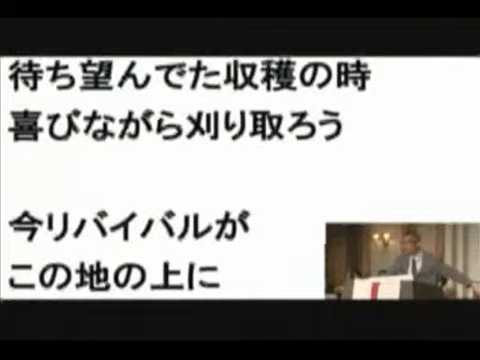 待ち望んでた収穫の時
喜びながら刈り取ろう
今リバイバルが
この地の上に